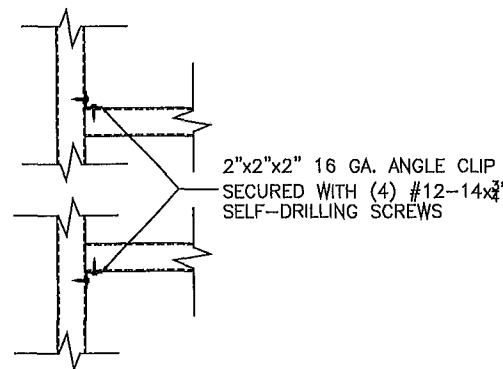 2"x2"x2" 16 GA. ANGLE CLIP
SECURED WITH (4) #12-14x3/4"
SELF-DRILLING SCREWS